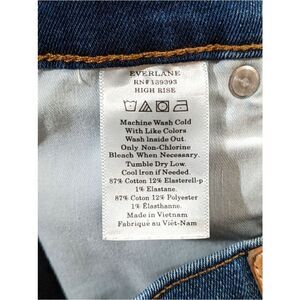 EVERLANE
RN# 139393
HIGH RISE
Machine Wash Cold
With Like Colors
Wash Inside Out.
Only Non-Chlorine
Bleach When Necessary.
Tumble Dry Low.
Cool Iron if Needed.
87% Cotton 12% Elasterell-p
1% Elastane.
87% Coton 12% Polyester
1% Élasthanne.
Made in Vietnam
Fabriqué au Viêt-Nam